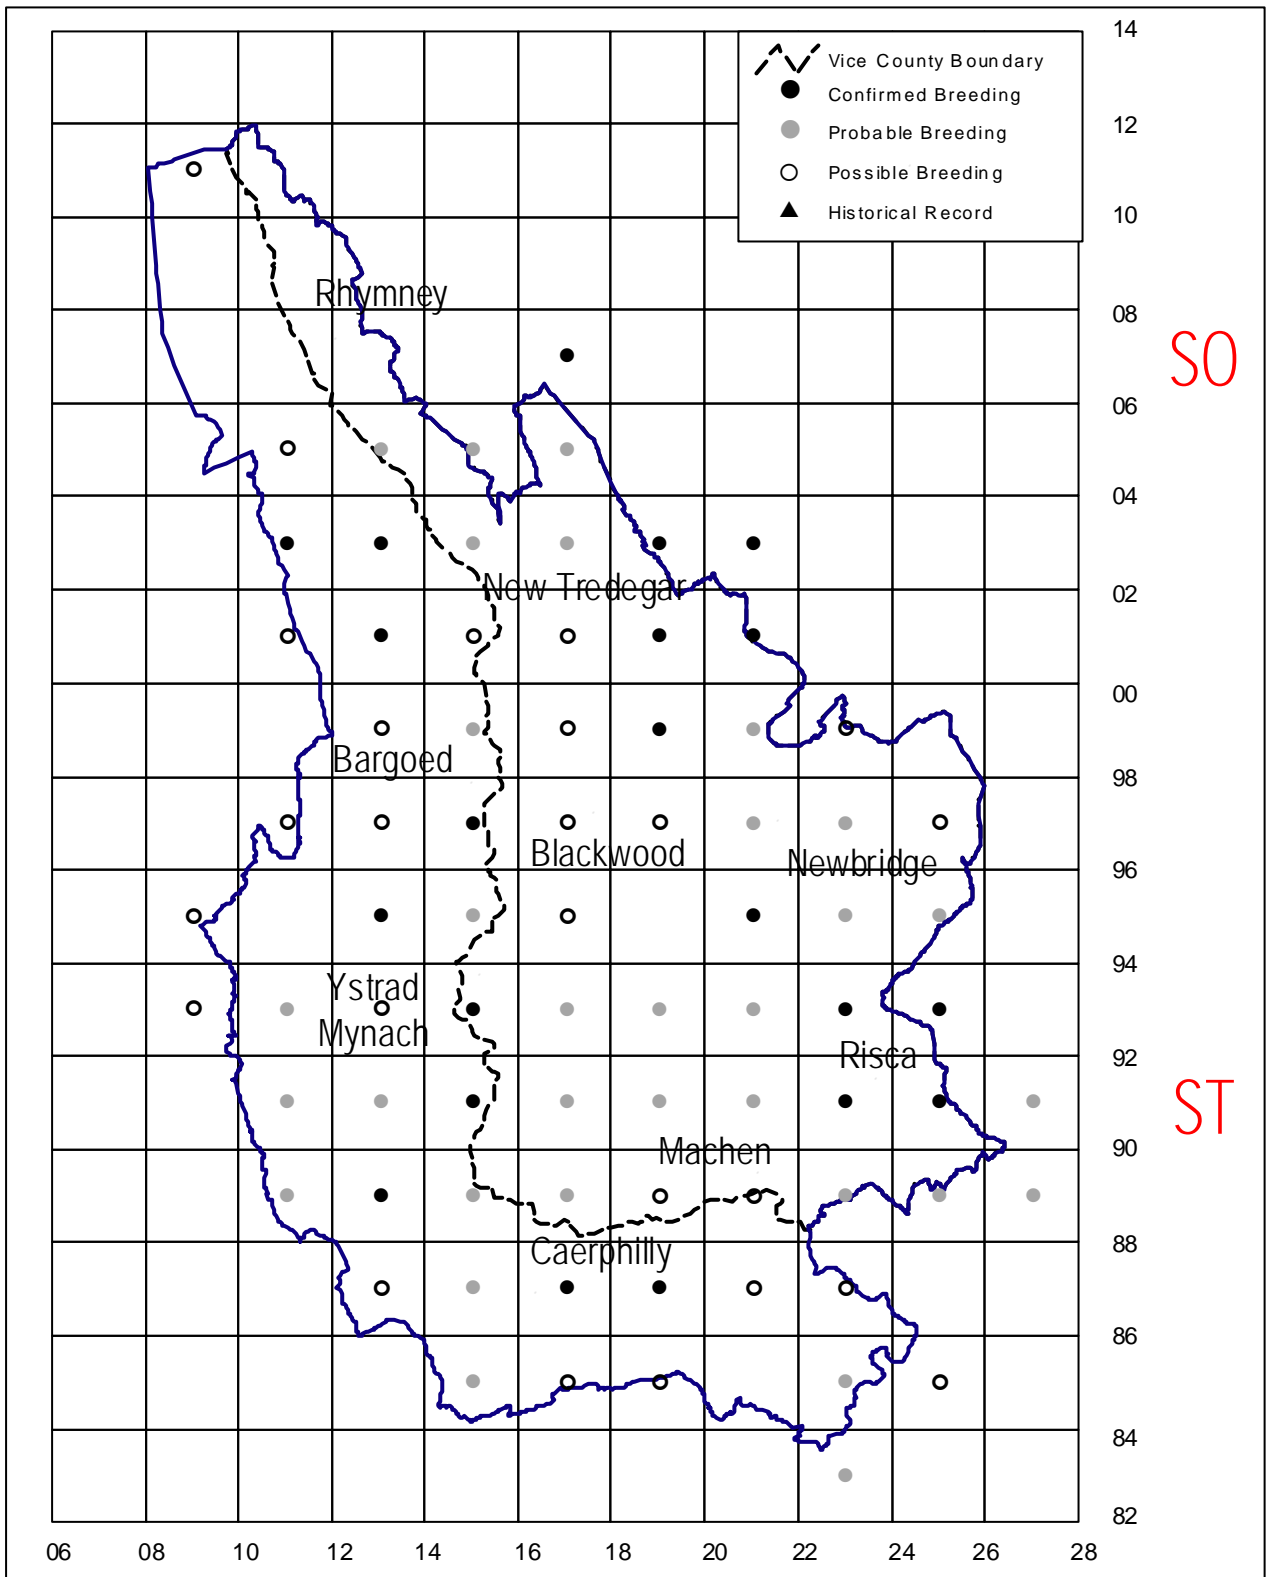 14
Vice County Boundary
Confirmed Breeding
Probable Breeding
Possible Breeding
Historical Record
12
10
Rhymney
08
SO
06
04
New Tredegar
02
00
Bargoed
98
Blackwood
Newbridge
96
94
Ystrad
Mynach
Risca
92
ST
Machen
90
Caerphilly
88
86
84
82
06 08 10 12 14 16 18 20 22 24 26 28